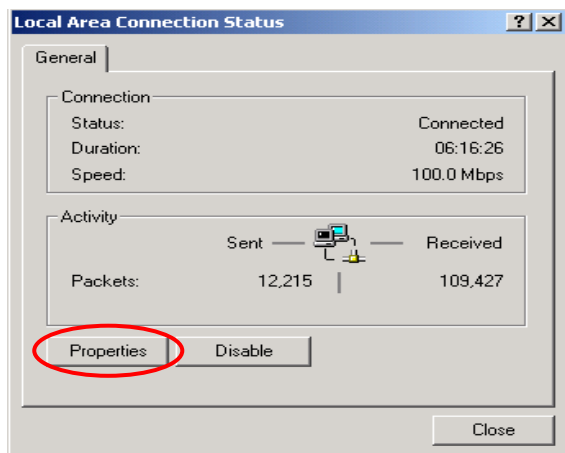 Local Area Connection Status
General
Connection
Status: Connected
Duration: 06:16:26
Speed: 100.0 Mbps
Activity
Sent Received
Packets: 12,215 109,427
Properties Disable
Close